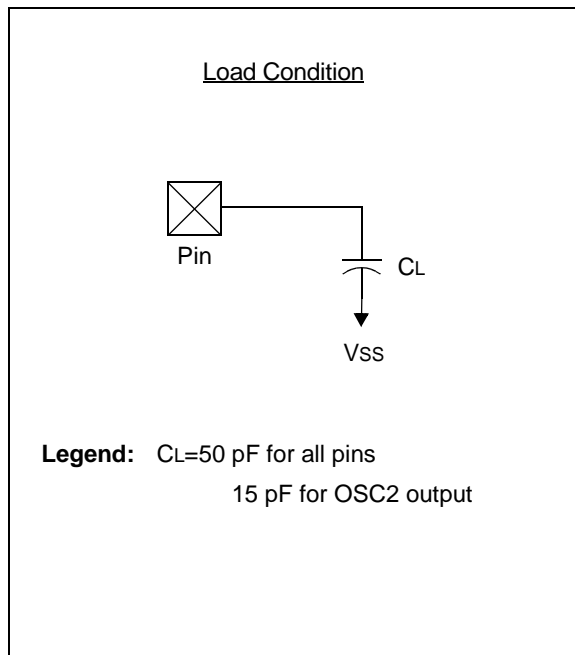 Load Condition
Pin
CL
VSS
Legend: CL=50 pF for all pins
15 pF for OSC2 output